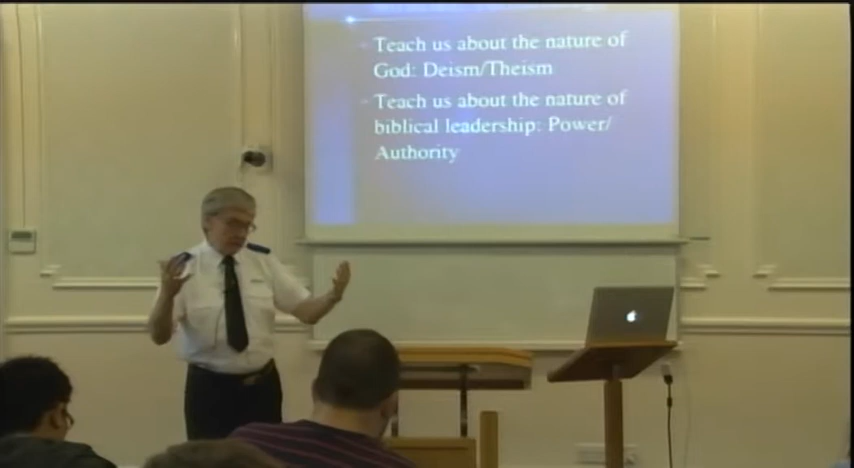 Teach us about the nature of
God: Deism/Theism
Teach us about the nature of
biblical leadership: Power/
Authority